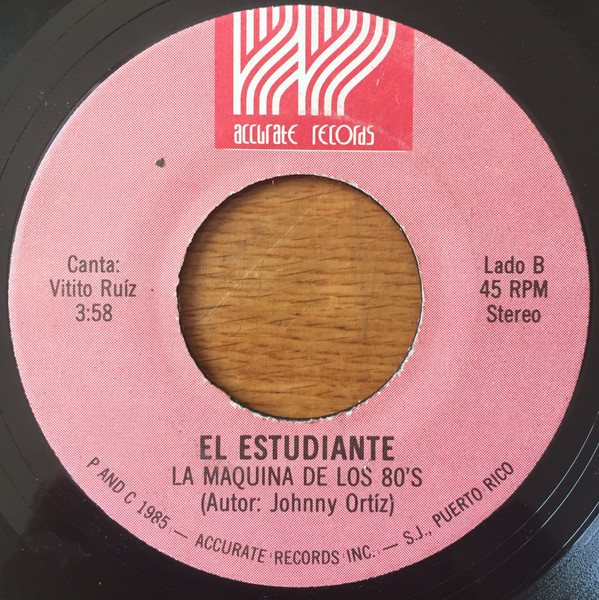 accurate records
Canta:
Vitito Ruíz
3:58
Lado B
45 RPM
Stereo
EL ESTUDIANTE
LA MAQUINA DE LOS 80'S
(Autor: Johnny Ortíz)
P AND C 1985 — ACCURATE RECORDS INC. — S.J., PUERTO RICO